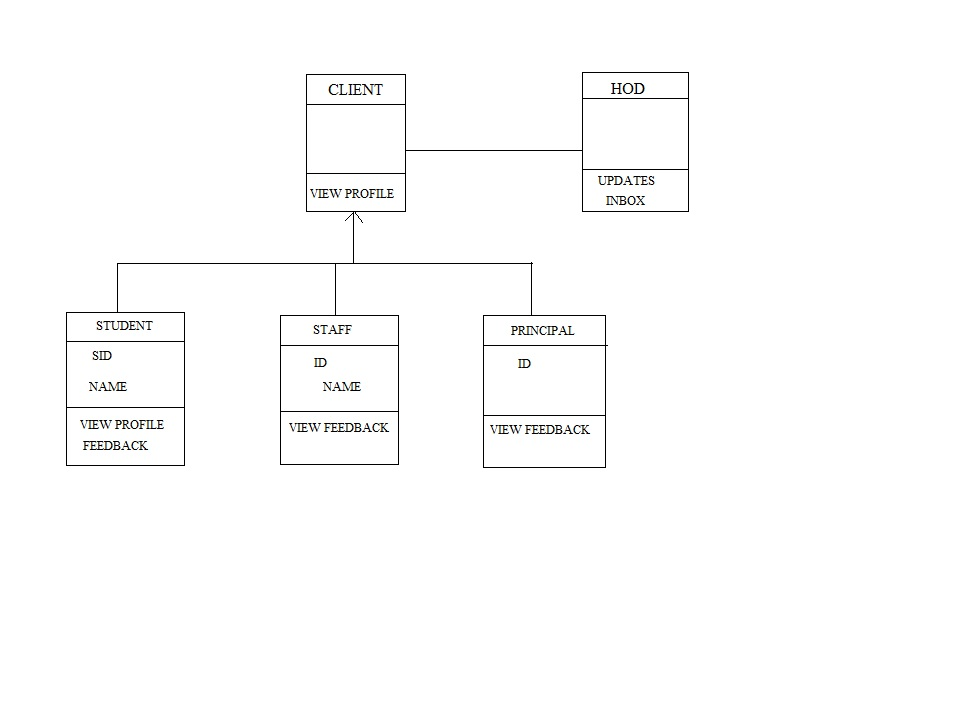 CLIENT
HOD
VIEW PROFILE
UPDATES
INBOX
STUDENT
SID
NAME
VIEW PROFILE
FEEDBACK
STAFF
ID
NAME
VIEW FEEDBACK
PRINCIPAL
ID
VIEW FEEDBACK